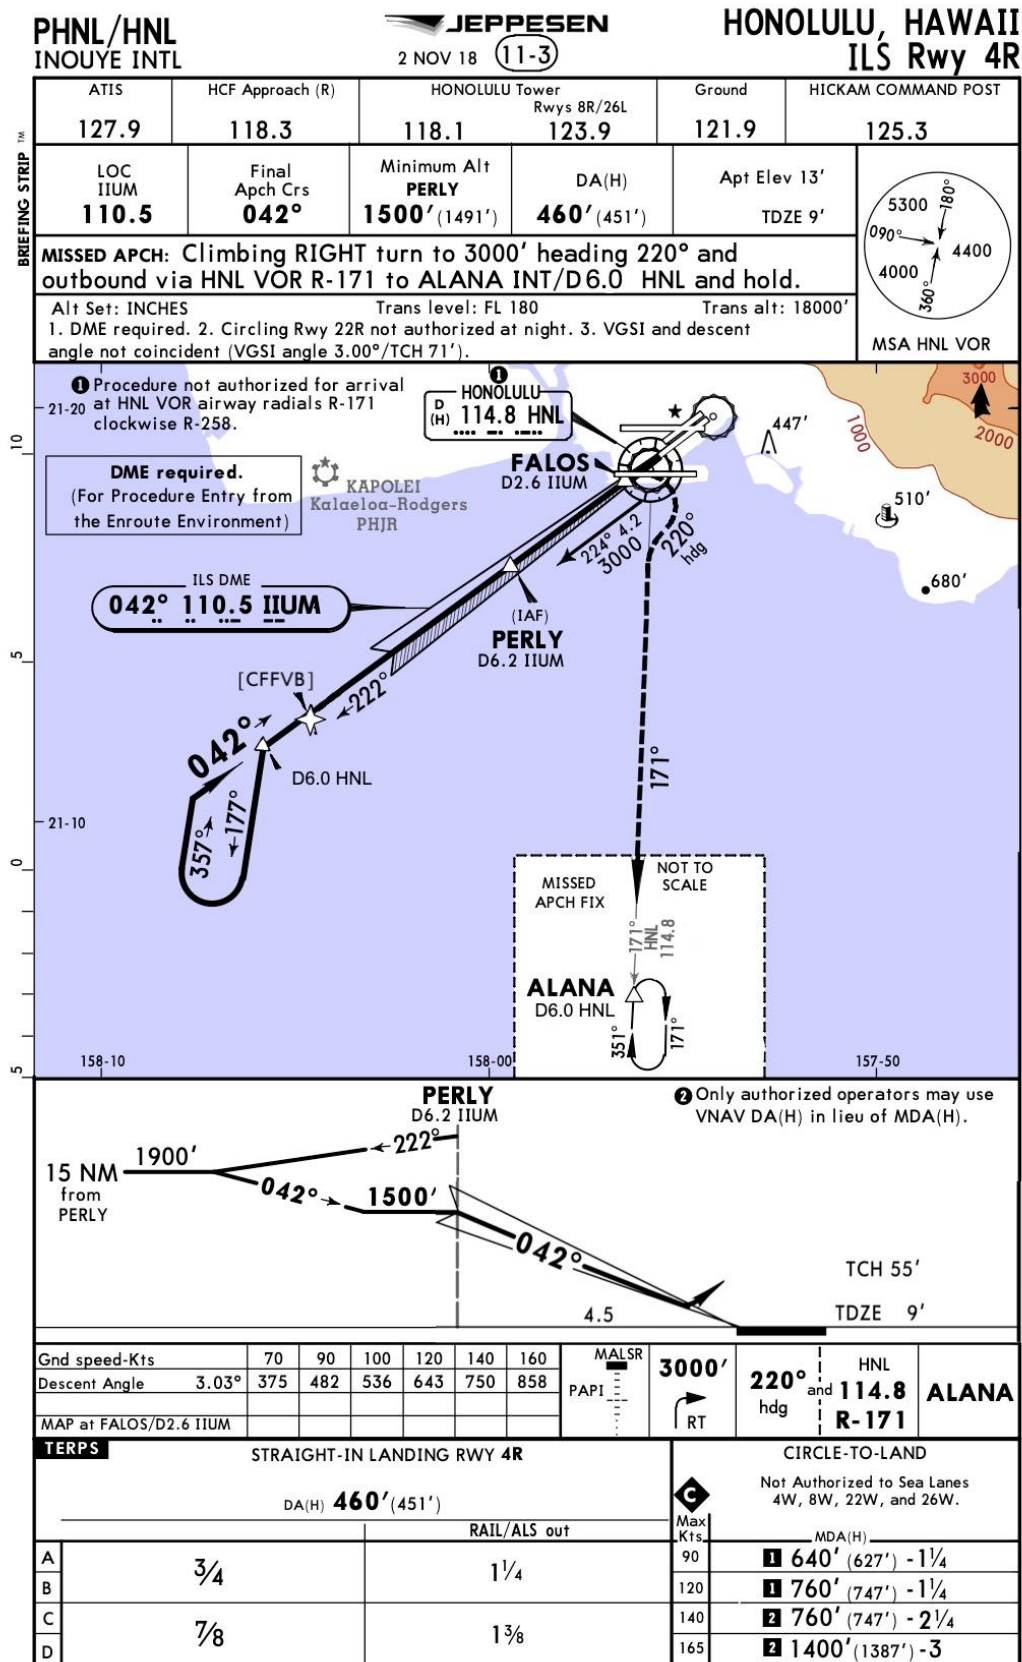 PHNL/HNL
INOUYE INTL
JEPPESEN
2 NOV 18 11-3
HONOLULU, HAWAII
ILS Rwy 4R
BRIEFING STRIP TM
ATIS
127.9
HCF Approach (R)
118.3
HONOLULU Tower
Rwys 8R/26L
118.1 123.9
Ground
121.9
HICKAM COMMAND POST
125.3
LOC
IIUM
110.5
Final
Apch Crs
042°
Minimum Alt
PERLY
1500' (1491')
DA(H)
460' (451')
Apt Elev 13'
TDZE 9'
MISSED APCH: Climbing RIGHT turn to 3000' heading 220° and
outbound via HNL VOR R-171 to ALANA INT/D6.0 HNL and hold.
Alt Set: INCHES Trans level: FL 180 Trans alt: 18000'
1. DME required. 2. Circling Rwy 22R not authorized at night. 3. VGSI and descent
angle not coincident (VGSI angle 3.00°/TCH 71').
5300
180°
090°
4400
4000
360°
MSA HNL VOR
1 Procedure not authorized for arrival
at HNL VOR airway radials R-171
clockwise R-258.
21-20
DME required.
(For Procedure Entry from
the Enroute Environment)
KAPOLEI
Kalaeloa-Rodgers
PHJR
1
HONOLULU
D
(H) 114.8 HNL
FALOS
D2.6 IIUM
447'
1000
3000
2000
510'
680'
224° 4.2
3000
220°
hdg
ILS DME
042° 110.5 IIUM
(IAF)
PERLY
D6.2 IIUM
[CFFVB]
222°
042°
D6.0 HNL
177°
357°
171°
21-10
10
5
0
5
MISSED
APCH FIX
NOT TO
SCALE
171°
HNL
114.8
ALANA
D6.0 HNL
351°
171°
158-10
158-00
157-50
PERLY
D6.2 IIUM
2 Only authorized operators may use
VNAV DA(H) in lieu of MDA(H).
222°
1900'
15 NM
from
PERLY
042°
1500'
042°
TCH 55'
4.5
TDZE 9'
Gnd speed-Kts 70 90 100 120 140 160
Descent Angle 3.03° 375 482 536 643 750 858
MAP at FALOS/D2.6 IIUM
MALSR
PAPI
3000'
RT
220°
hdg
and
HNL
114.8
R-171
ALANA
TERPS
STRAIGHT-IN LANDING RWY 4R
DA(H) 460' (451')
RAIL/ALS out
A
B
3/4
1 1/4
C
D
7/8
1 3/8
CIRCLE-TO-LAND
Not Authorized to Sea Lanes
4W, 8W, 22W, and 26W.
C
Max
Kts
MDA(H)
90 1 640' (627') - 1 1/4
120 1 760' (747') - 1 1/4
140 2 760' (747') - 2 1/4
165 2 1400' (1387') - 3